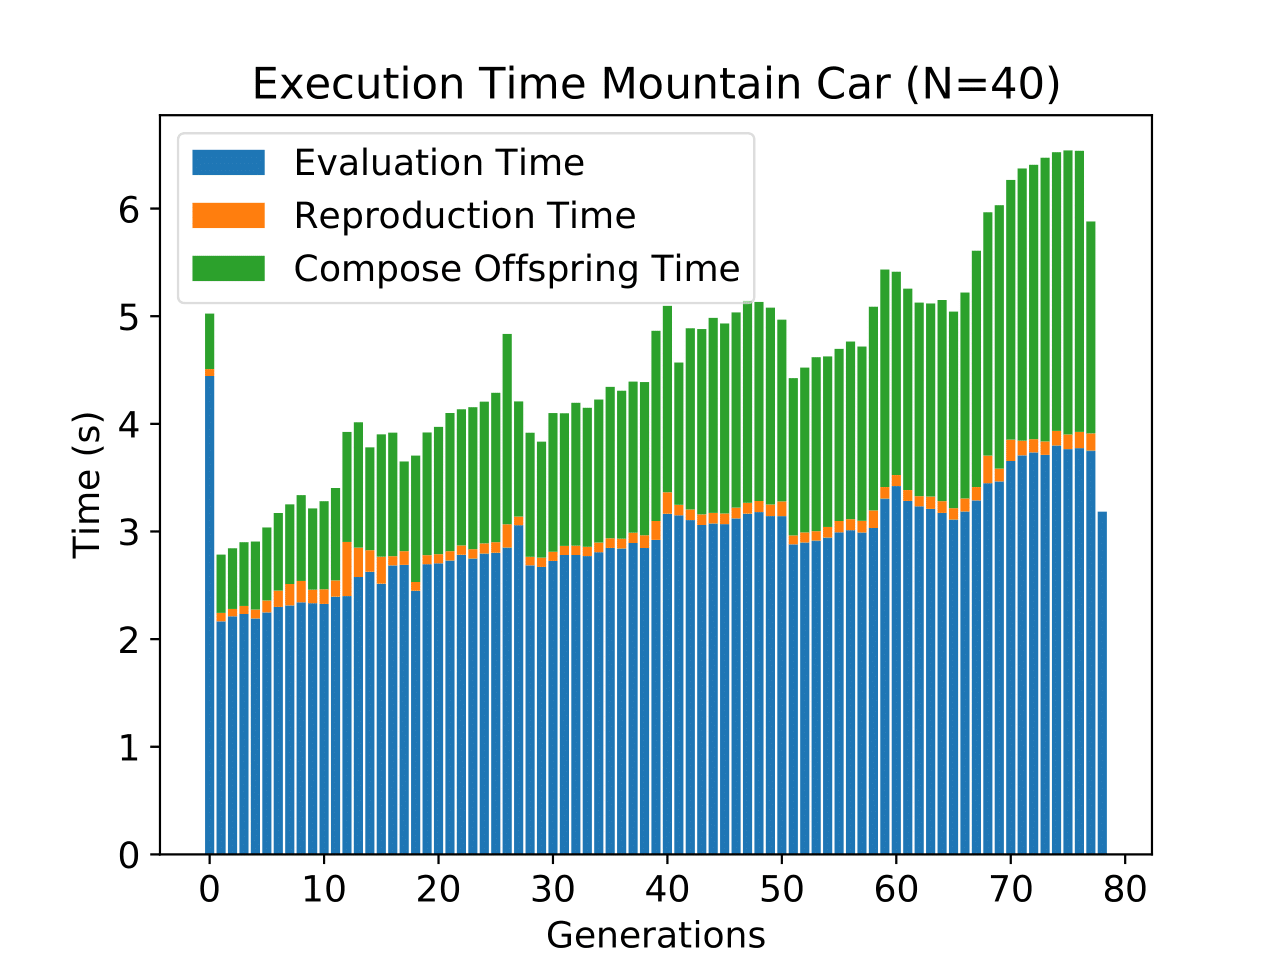 Execution Time Mountain Car (N=40)
Evaluation Time
Reproduction Time
Compose Offspring Time
Time (s)
6
5
4
3
2
1
0
0 10 20 30 40 50 60 70 80
Generations